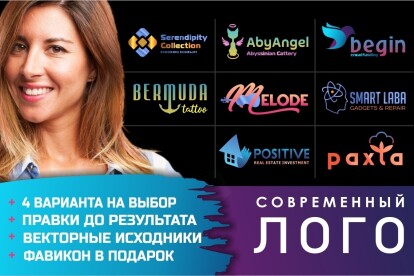 Serendipity
Collection
AbyAngel
Abyssinian Cattery
begin
BERMUDA
tattoo
MELODE
SMART LABA
GADGETS & REPAIR
POSITIVE
REAL ESTATE INVESTMENT
paxta
+ 4 ВАРИАНТА НА ВЫБОР
+ ПРАВКИ ДО РЕЗУЛЬТАТА
+ ВЕКТОРНЫЕ ИСХОДНИКИ
+ ФАВИКОН В ПОДАРОК
СОВРЕМЕННЫЙ
ЛОГО